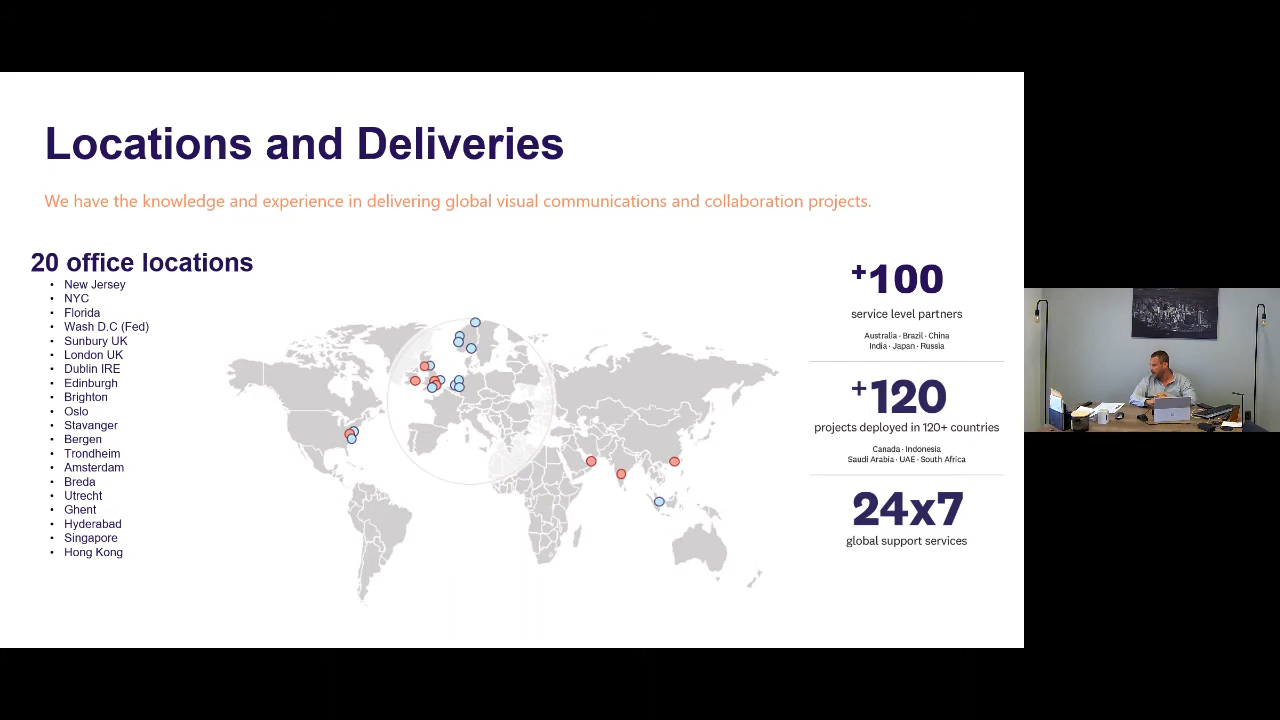 Locations and Deliveries
We have the knowledge and experience in delivering global visual communications and collaboration projects.
20 office locations
• New Jersey
• NYC
• Florida
• Wash D.C (Fed)
• Sunbury UK
• London UK
• Dublin IRE
• Edinburgh
• Brighton
• Oslo
• Stavanger
• Bergen
• Trondheim
• Amsterdam
• Breda
• Utrecht
• Ghent
• Hyderabad
• Singapore
• Hong Kong
+100
service level partners
Australia · Brazil · China
India · Japan · Russia
+120
projects deployed in 120+ countries
Canada · Indonesia
Saudi Arabia · UAE · South Africa
24x7
global support services